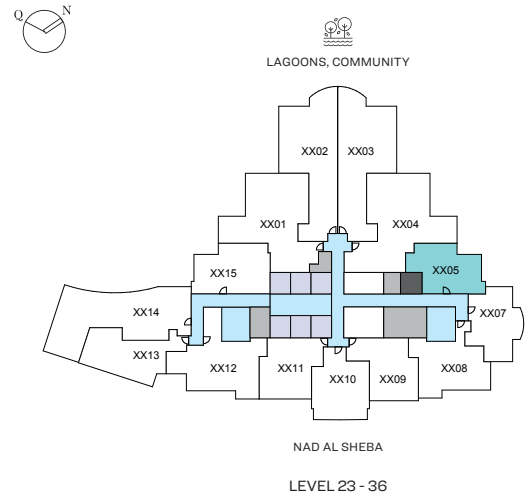 Q N
LAGOONS, COMMUNITY
XX02 XX03
XX01 XX04
XX15 XX05
XX14 XX07
XX13 XX12 XX11 XX10 XX09 XX08
NAD AL SHEBA
LEVEL 23 - 36